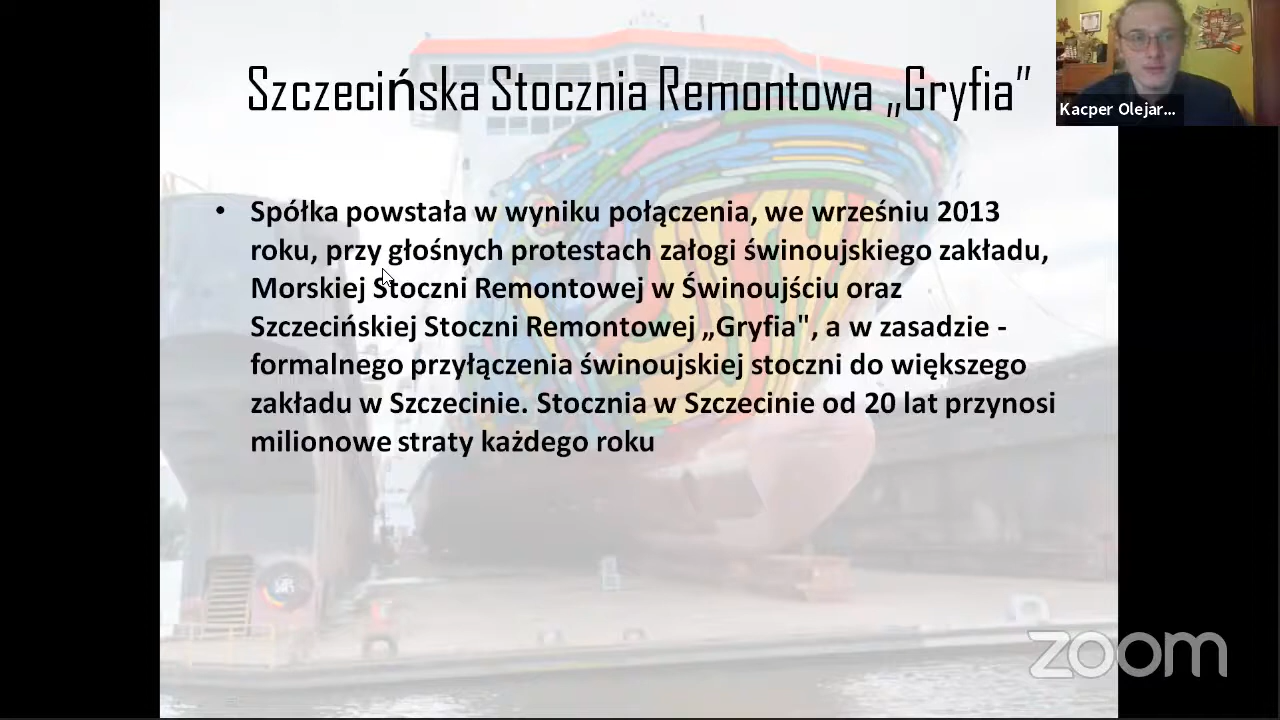 Szczecińska Stocznia Remontowa „Gryfia”
Kacper Olejar...
• Spółka powstała w wyniku połączenia, we wrześniu 2013
roku, przy głośnych protestach załogi świnoujskiego zakładu,
Morskiej Stoczni Remontowej w Świnoujściu oraz
Szczecińskiej Stoczni Remontowej „Gryfia", a w zasadzie -
formalnego przyłączenia świnoujskiej stoczni do większego
zakładu w Szczecinie. Stocznia w Szczecinie od 20 lat przynosi
milionowe straty każdego roku
zoom